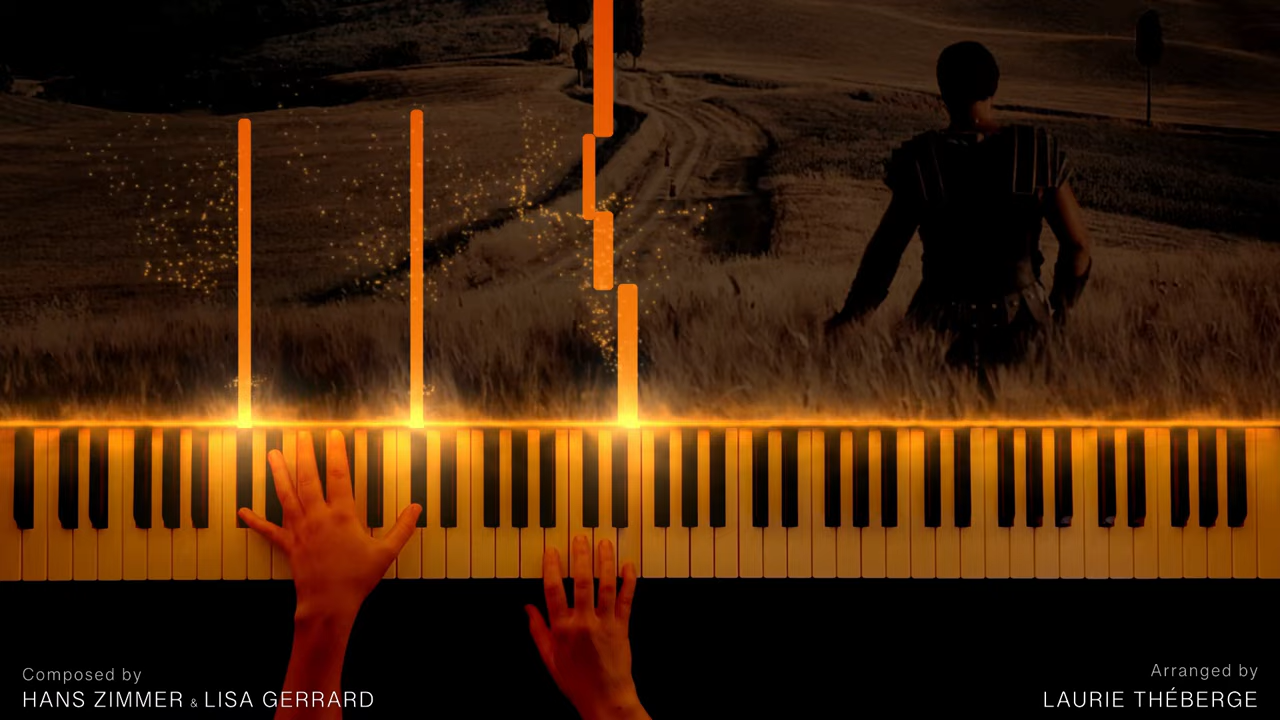 Composed by
HANS ZIMMER & LISA GERRARD
Arranged by
LAURIE THÉBERGE